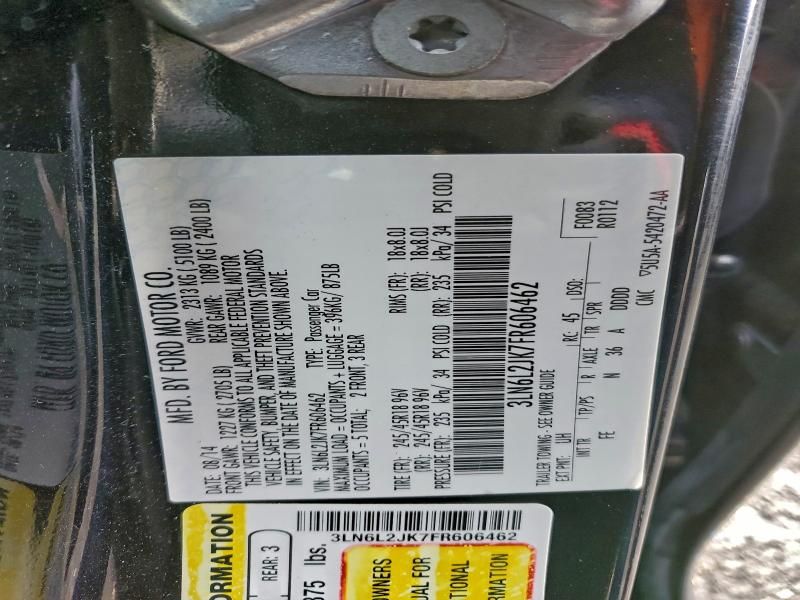 MFD. BY FORD MOTOR CO.
DATE: 08/14 GVWR: 2313 KG ( 5100 LB)
FRONT GAWR: 1227 KG ( 2705 LB) REAR GAWR: 1089 KG ( 2400 LB)
THIS VEHICLE CONFORMS TO ALL APPLICABLE FEDERAL MOTOR
VEHICLE SAFETY, BUMPER, AND THEFT PREVENTION STANDARDS
IN EFFECT ON THE DATE OF MANUFACTURE SHOWN ABOVE.
VIN: 3LN6L2JK7FR606462 TYPE: Passenger Car
MAXIMUM LOAD = OCCUPANTS + LUGGAGE = 396KG/ 875LB
OCCUPANTS = 5 TOTAL; 2 FRONT, 3 REAR
TIRE (FR): 245/45R18 96V RIMS (FR): 18x8.0J
(RR): 245/45R18 96V (RR): 18x8.0J
PRESSURE (FR): 235 kPa/ 34 PSI COLD (RR): 235 kPa/ 34 PSI COLD
3LN6L2JK7FR606462
TRAILER TOWING - SEE OWNER GUIDE
F0083
R0112
EXT PNT: UH RC: 45 DSO:
INT TR TP/PS R AXLE TR SPR
FE N 36 A DDDD
CNC 5U5A-5420472-AA
3LN6L2JK7FR606462
REAR: 3
875 lbs.